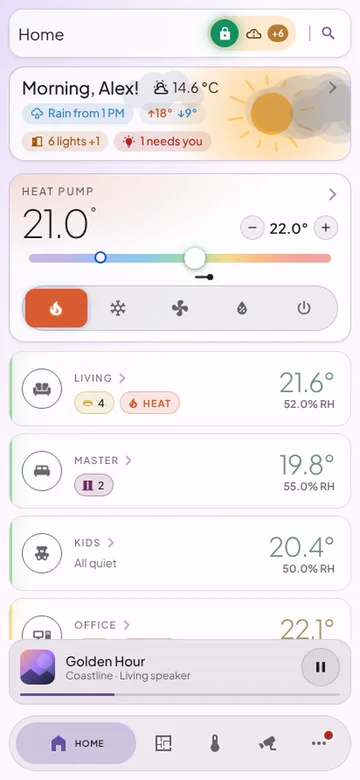 Home
+6
Morning, Alex! 14.6 °C
Rain from 1 PM ↑18° ↓9°
6 lights +1 1 needs you
HEAT PUMP
21.0°
− 22.0° +
LIVING
21.6°
4 HEAT
52.0% RH
MASTER
19.8°
2
55.0% RH
KIDS
20.4°
All quiet
50.0% RH
OFFICE
22.1°
Golden Hour
Coastline · Living speaker
HOME